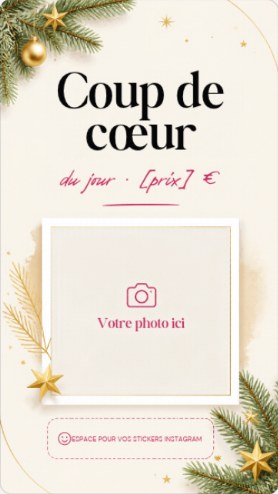 Coup de
cœur
du jour · [prix] €
Votre photo ici
ESPACE POUR VOS STICKERS INSTAGRAM